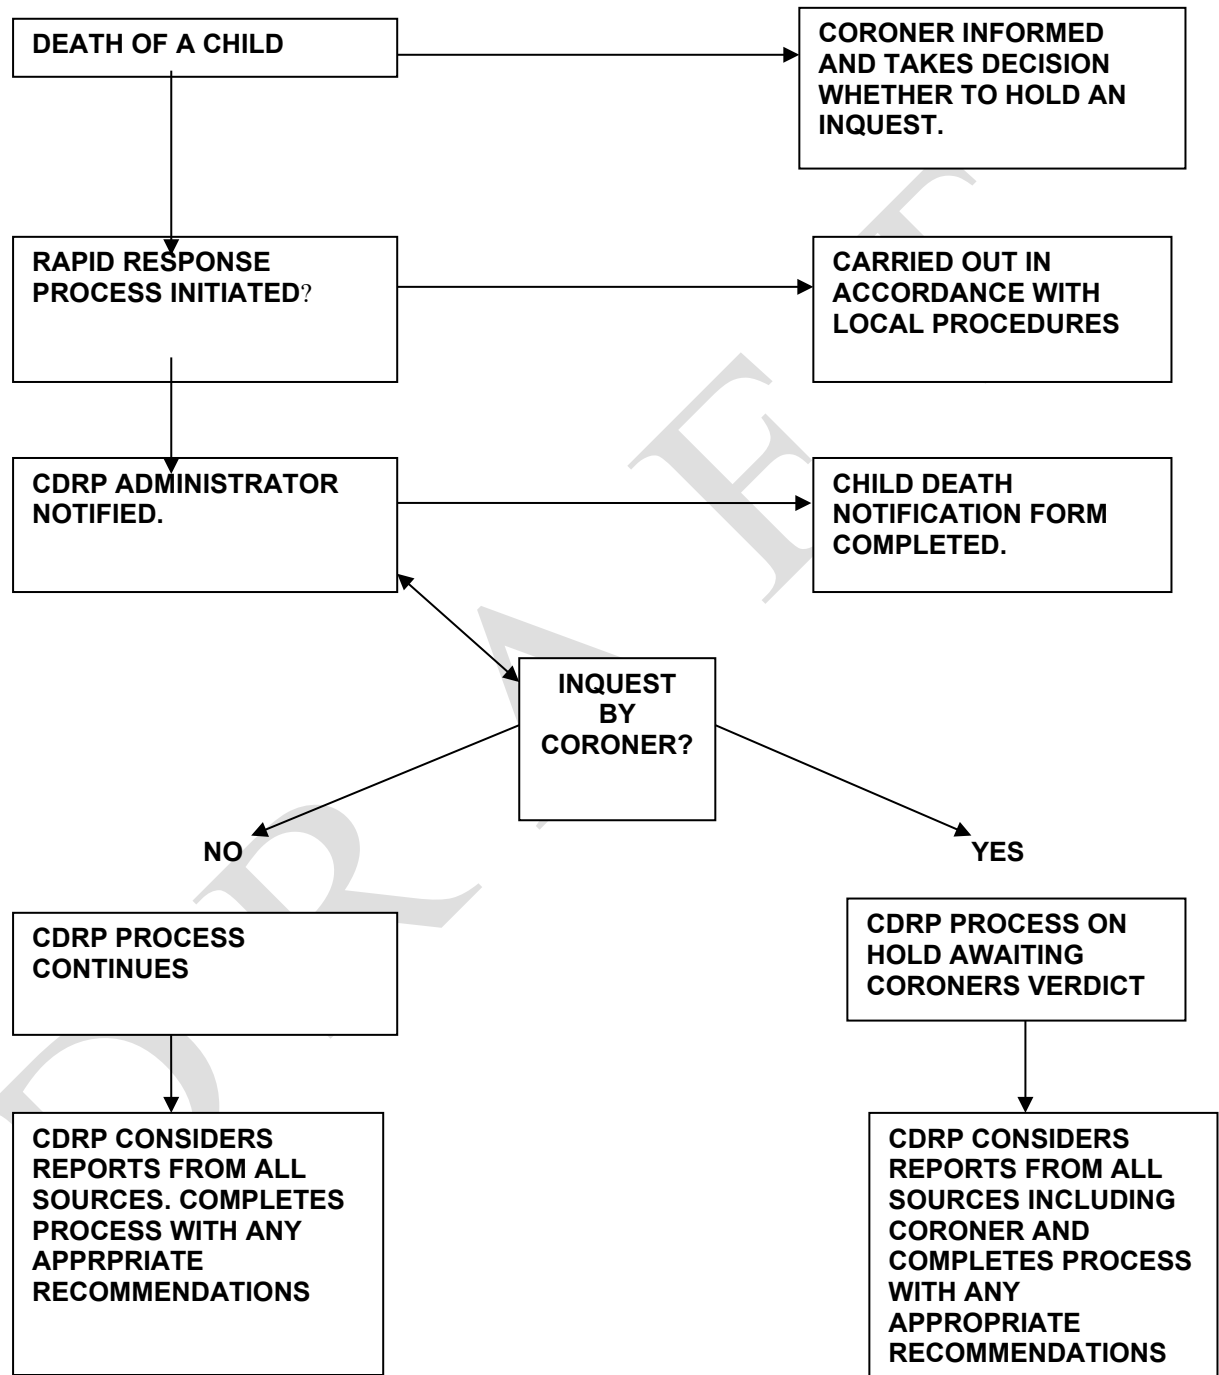 DEATH OF A CHILD
CORONER INFORMED
AND TAKES DECISION
WHETHER TO HOLD AN
INQUEST.
RAPID RESPONSE
PROCESS INITIATED?
CARRIED OUT IN
ACCORDANCE WITH
LOCAL PROCEDURES
CDRP ADMINISTRATOR
NOTIFIED.
CHILD DEATH
NOTIFICATION FORM
COMPLETED.
INQUEST
BY
CORONER?
NO
YES
CDRP PROCESS
CONTINUES
CDRP PROCESS ON
HOLD AWAITING
CORONERS VERDICT
CDRP CONSIDERS
REPORTS FROM ALL
SOURCES. COMPLETES
PROCESS WITH ANY
APPRPRIATE
RECOMMENDATIONS
CDRP CONSIDERS
REPORTS FROM ALL
SOURCES INCLUDING
CORONER AND
COMPLETES PROCESS
WITH ANY
APPROPRIATE
RECOMMENDATIONS
DRAFT